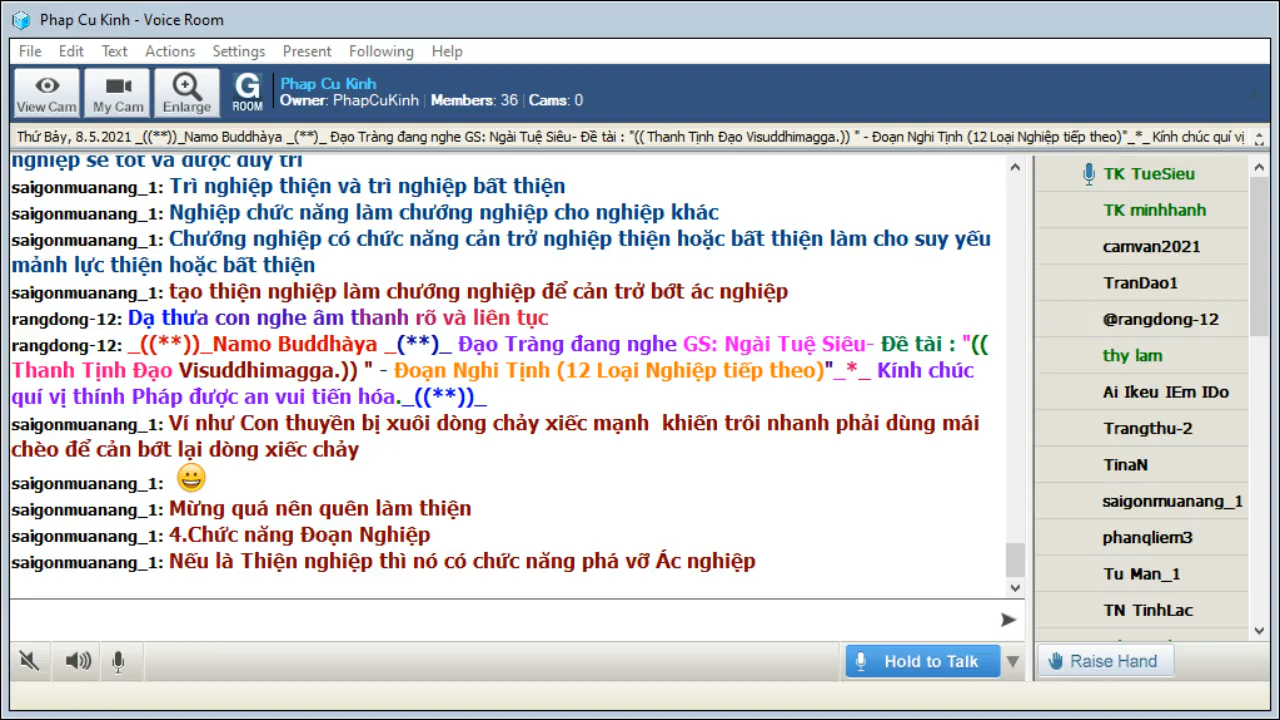 Phap Cu Kinh - Voice Room
File Edit Text Actions Settings Present Following Help
View Cam
My Cam
Enlarge
G
ROOM
Phap Cu Kinh
Owner: PhapCuKinh | Members: 36 | Cams: 0
Thứ Bảy, 8.5.2021 _((**))_Namo Buddhàya _(**)_ Đạo Tràng đang nghe GS: Ngài Tuệ Siêu- Đề tài : "(( Thanh Tịnh Đạo Visuddhimagga.)) " - Đoạn Nghi Tịnh (12 Loại Nghiệp tiếp theo)"_*_ Kính chúc quí vị
nghiệp sẽ tốt và được duy trì
saigonmuanang_1: Trì nghiệp thiện và trì nghiệp bất thiện
saigonmuanang_1: Nghiệp chức năng làm chướng nghiệp cho nghiệp khác
saigonmuanang_1: Chướng nghiệp có chức năng cản trở nghiệp thiện hoặc bất thiện làm cho suy yếu
mảnh lực thiện hoặc bất thiện
saigonmuanang_1: tạo thiện nghiệp làm chướng nghiệp để cản trở bớt ác nghiệp
rangdong-12: Dạ thưa con nghe âm thanh rõ và liên tục
rangdong-12: _((**))_Namo Buddhàya _(**)_ Đạo Tràng đang nghe GS: Ngài Tuệ Siêu- Đề tài : "((
Thanh Tịnh Đạo Visuddhimagga.)) " - Đoạn Nghi Tịnh (12 Loại Nghiệp tiếp theo)"_*_ Kính chúc
quí vị thính Pháp được an vui tiến hóa._((**))_
saigonmuanang_1: Ví như Con thuyền bị xuôi dòng chảy xiếc mạnh khiến trôi nhanh phải dùng mái
chèo để cản bớt lại dòng xiếc chảy
saigonmuanang_1: 😀
saigonmuanang_1: Mừng quá nên quên làm thiện
saigonmuanang_1: 4.Chức năng Đoạn Nghiệp
saigonmuanang_1: Nếu là Thiện nghiệp thì nó có chức năng phá vỡ Ác nghiệp
TK TueSieu
TK minhhanh
camvan2021
TranDao1
@rangdong-12
thy lam
Ai Ikeu IEm IDo
Trangthu-2
TinaN
saigonmuanang_1
phanqliem3
Tu Man_1
TN TinhLac
Hold to Talk
Raise Hand